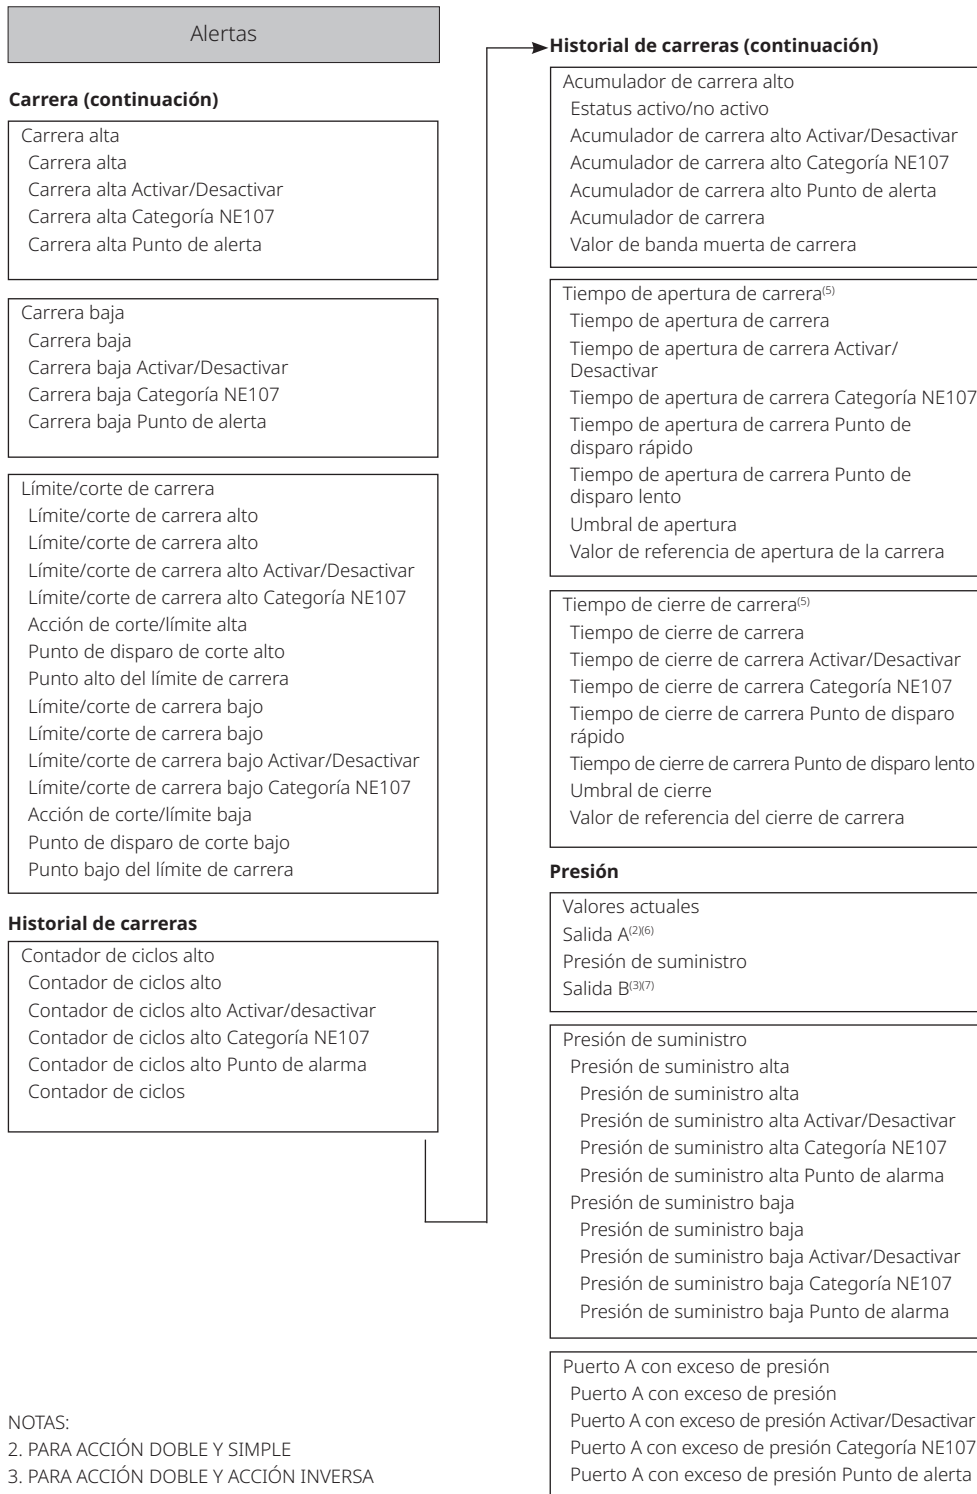 Alertas
Carrera (continuación)
Carrera alta
Carrera alta
Carrera alta Activar/Desactivar
Carrera alta Categoría NE107
Carrera alta Punto de alerta
Carrera baja
Carrera baja
Carrera baja Activar/Desactivar
Carrera baja Categoría NE107
Carrera baja Punto de alerta
Límite/corte de carrera
Límite/corte de carrera alto
Límite/corte de carrera alto
Límite/corte de carrera alto Activar/Desactivar
Límite/corte de carrera alto Categoría NE107
Acción de corte/límite alta
Punto de disparo de corte alto
Punto alto del límite de carrera
Límite/corte de carrera bajo
Límite/corte de carrera bajo
Límite/corte de carrera bajo Activar/Desactivar
Límite/corte de carrera bajo Categoría NE107
Acción de corte/límite baja
Punto de disparo de corte bajo
Punto bajo del límite de carrera
Historial de carreras
Contador de ciclos alto
Contador de ciclos alto
Contador de ciclos alto Activar/desactivar
Contador de ciclos alto Categoría NE107
Contador de ciclos alto Punto de alarma
Contador de ciclos
Historial de carreras (continuación)
Acumulador de carrera alto
Estatus activo/no activo
Acumulador de carrera alto Activar/Desactivar
Acumulador de carrera alto Categoría NE107
Acumulador de carrera alto Punto de alerta
Acumulador de carrera
Valor de banda muerta de carrera
Tiempo de apertura de carrera(5)
Tiempo de apertura de carrera
Tiempo de apertura de carrera Activar/
Desactivar
Tiempo de apertura de carrera Categoría NE107
Tiempo de apertura de carrera Punto de
disparo rápido
Tiempo de apertura de carrera Punto de
disparo lento
Umbral de apertura
Valor de referencia de apertura de la carrera
Tiempo de cierre de carrera(5)
Tiempo de cierre de carrera
Tiempo de cierre de carrera Activar/Desactivar
Tiempo de cierre de carrera Categoría NE107
Tiempo de cierre de carrera Punto de disparo
rápido
Tiempo de cierre de carrera Punto de disparo lento
Umbral de cierre
Valor de referencia del cierre de carrera
Presión
Valores actuales
Salida A(2)(6)
Presión de suministro
Salida B(3)(7)
Presión de suministro
Presión de suministro alta
Presión de suministro alta
Presión de suministro alta Activar/Desactivar
Presión de suministro alta Categoría NE107
Presión de suministro alta Punto de alarma
Presión de suministro baja
Presión de suministro baja
Presión de suministro baja Activar/Desactivar
Presión de suministro baja Categoría NE107
Presión de suministro baja Punto de alarma
Puerto A con exceso de presión
Puerto A con exceso de presión
Puerto A con exceso de presión Activar/Desactivar
Puerto A con exceso de presión Categoría NE107
Puerto A con exceso de presión Punto de alerta
NOTAS:
2. PARA ACCIÓN DOBLE Y SIMPLE
3. PARA ACCIÓN DOBLE Y ACCIÓN INVERSA